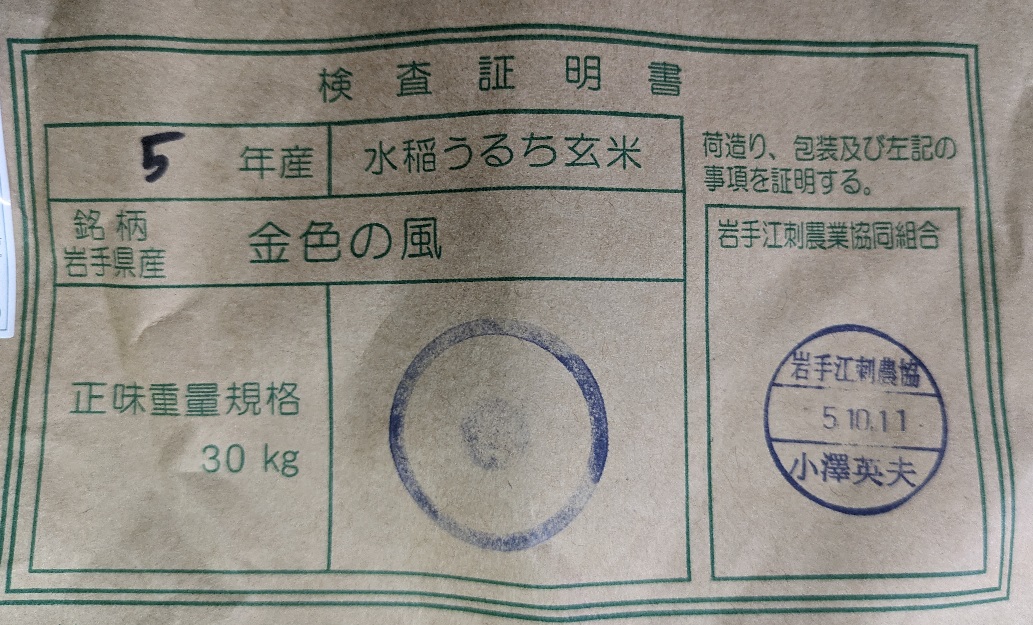 検査証明書
5 年産
水稲うるち玄米
銘柄
岩手県産
金色の風
正味重量規格
30 kg
荷造り、包装及び左記の
事項を証明する。
岩手江刺農業協同組合
岩手江刺農協
5.10.11
小澤英夫